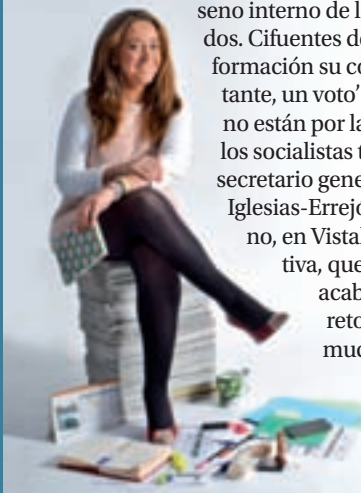 seno interno de l
dos. Cifuentes de
formación su co
tante, un voto’
no están por la
los socialistas t
secretario gene
Iglesias-Errejó
no, en Vistal
tiva, que
acab
reto
muc